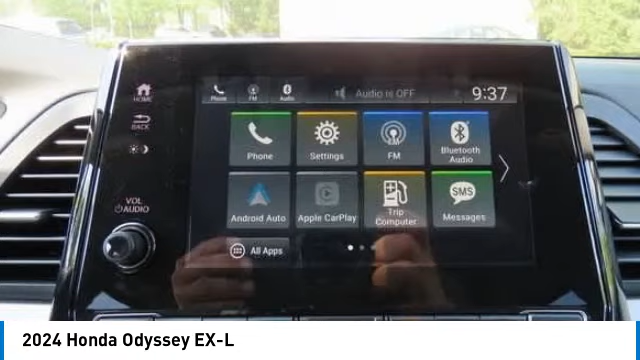 HOME
Phone FM Audio Audio is OFF 9:37
BACK
Phone Settings FM Bluetooth Audio
VOL
AUDIO
Android Auto Apple CarPlay Trip Computer SMS Messages
All Apps
2024 Honda Odyssey EX-L